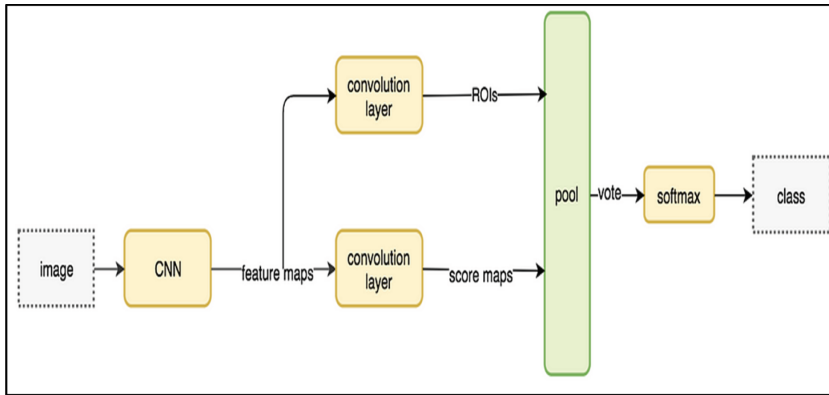 convolution
layer
ROIs
image
CNN
feature maps
convolution
layer
score maps
pool
vote
softmax
class